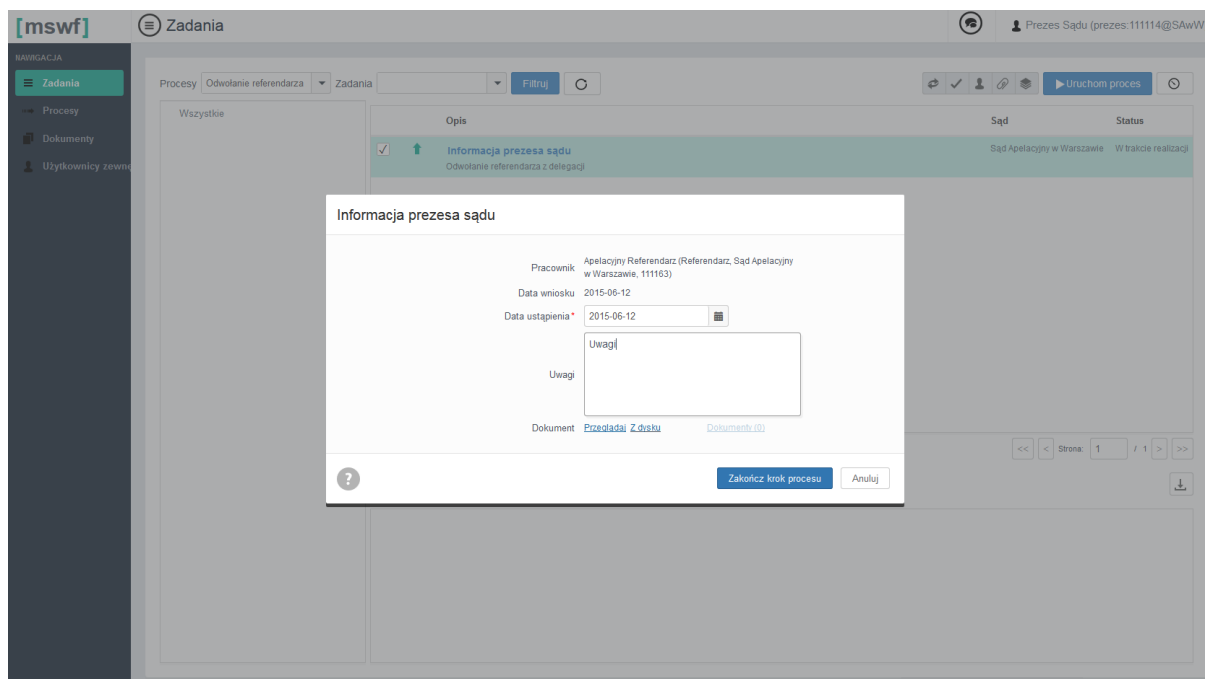 [mswf]
Zadania
Prezes Sądu (prezes:111114@SAwW
NAWIGACJA
Zadania
Procesy
Dokumenty
Użytkownicy zewnę
Procesy Odwołanie referendarza Zadania Filtruj Uruchom proces
Wszystkie
Opis Sąd Status
Informacja prezesa sądu Sąd Apelacyjny w Warszawie W trakcie realizacji
Odwołanie referendarza z delegacji
Informacja prezesa sądu
Pracownik Apelacyjny Referendarz (Referendarz, Sąd Apelacyjny
w Warszawie, 111163)
Data wniosku 2015-06-12
Data ustąpienia* 2015-06-12
Uwagi
Uwagi
Dokument Przeglądaj Z dysku Dokumenty (0)
<< < Strona: 1 / 1 > >>
? Zakończ krok procesu Anuluj